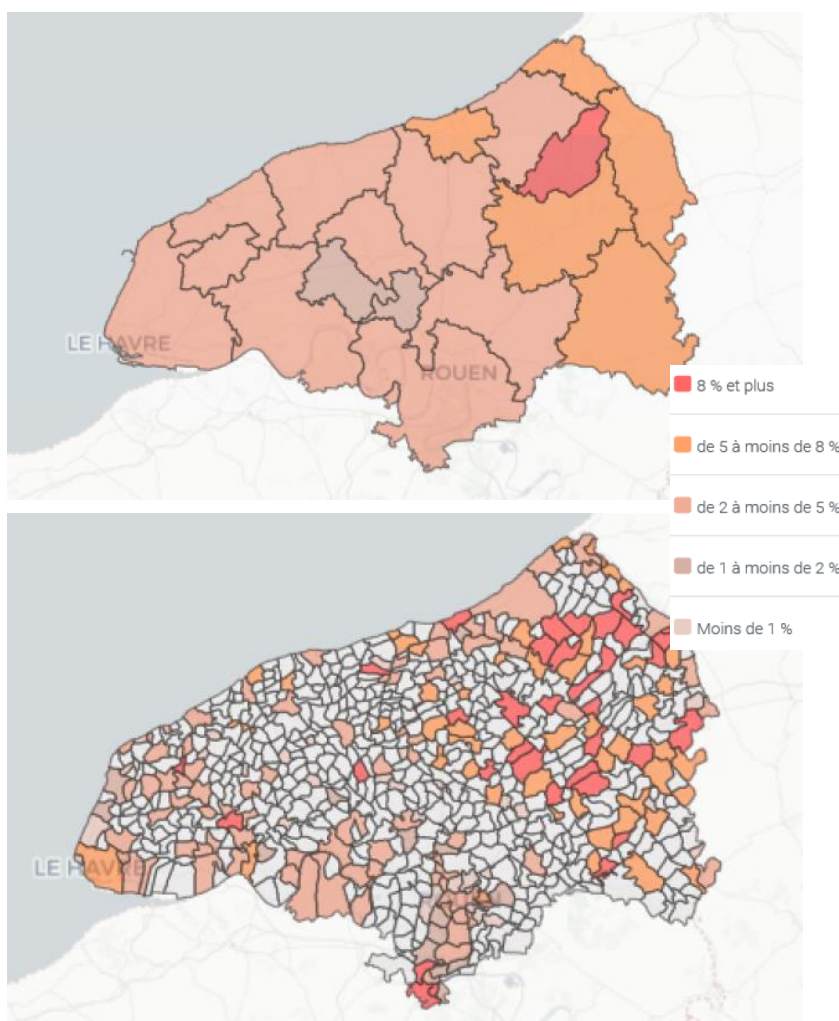 LE HAVRE
ROUEN
8 % et plus
de 5 à moins de 8 %
de 2 à moins de 5 %
de 1 à moins de 2 %
Moins de 1 %
LE HAVRE